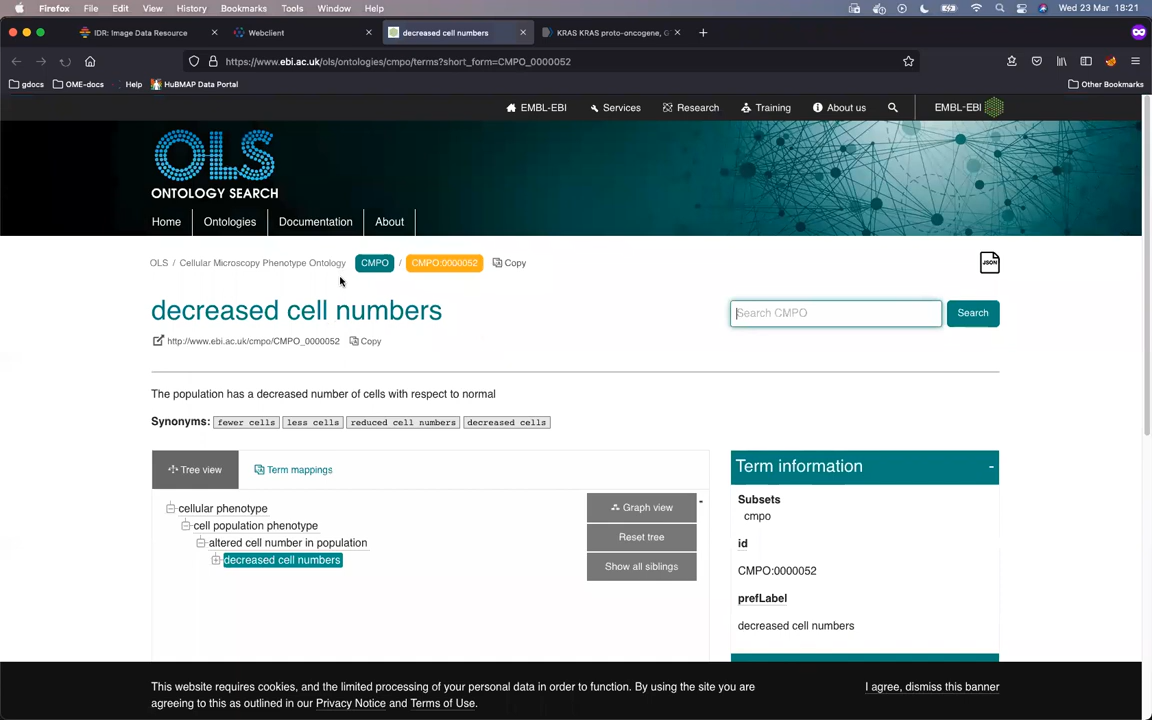 Firefox File Edit View History Bookmarks Tools Window Help Wed 23 Mar 18:21
IDR: Image Data Resource Webclient decreased cell numbers KRAS KRAS proto-oncogene, G
https://www.ebi.ac.uk/ols/ontologies/cmpo/terms?short_form=CMPO_0000052
gdocs OME-docs Help HuBMAP Data Portal Other Bookmarks
EMBL-EBI Services Research Training About us EMBL-EBI
OLS
ONTOLOGY SEARCH
Home Ontologies Documentation About
OLS / Cellular Microscopy Phenotype Ontology CMPO / CMPO:0000052 Copy
JSON
decreased cell numbers
Search CMPO Search
http://www.ebi.ac.uk/cmpo/CMPO_0000052 Copy
The population has a decreased number of cells with respect to normal
Synonyms: fewer cells less cells reduced cell numbers decreased cells
Tree view Term mappings
cellular phenotype
cell population phenotype
altered cell number in population
decreased cell numbers
Graph view -
Reset tree
Show all siblings
Term information -
Subsets
cmpo
id
CMPO:0000052
prefLabel
decreased cell numbers
This website requires cookies, and the limited processing of your personal data in order to function. By using the site you are
agreeing to this as outlined in our Privacy Notice and Terms of Use.
I agree, dismiss this banner